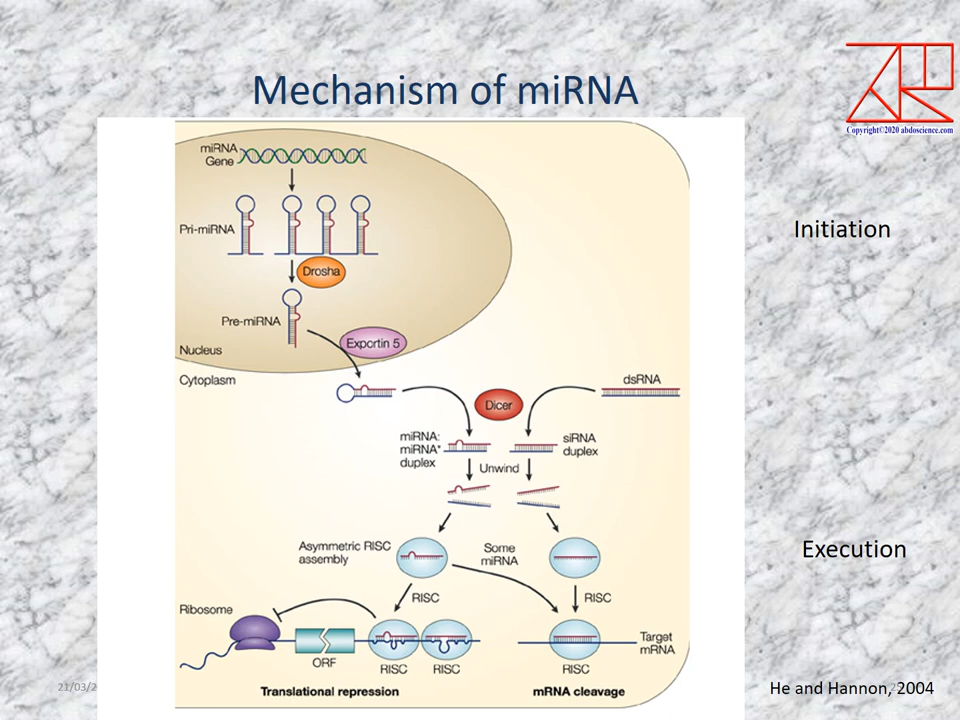 Mechanism of miRNA
Copyright©2020 abdoscience.com
miRNA
Gene
Pri-miRNA
Drosha
Pre-miRNA
Exportin 5
Nucleus
Cytoplasm
dsRNA
Dicer
miRNA:
miRNA*
duplex
siRNA
duplex
Unwind
Asymmetric RISC
assembly
Some
miRNA
RISC
RISC
Ribosome
ORF
RISC
RISC
RISC
Target
mRNA
Translational repression
mRNA cleavage
Initiation
Execution
21/03/2
He and Hannon, 2004